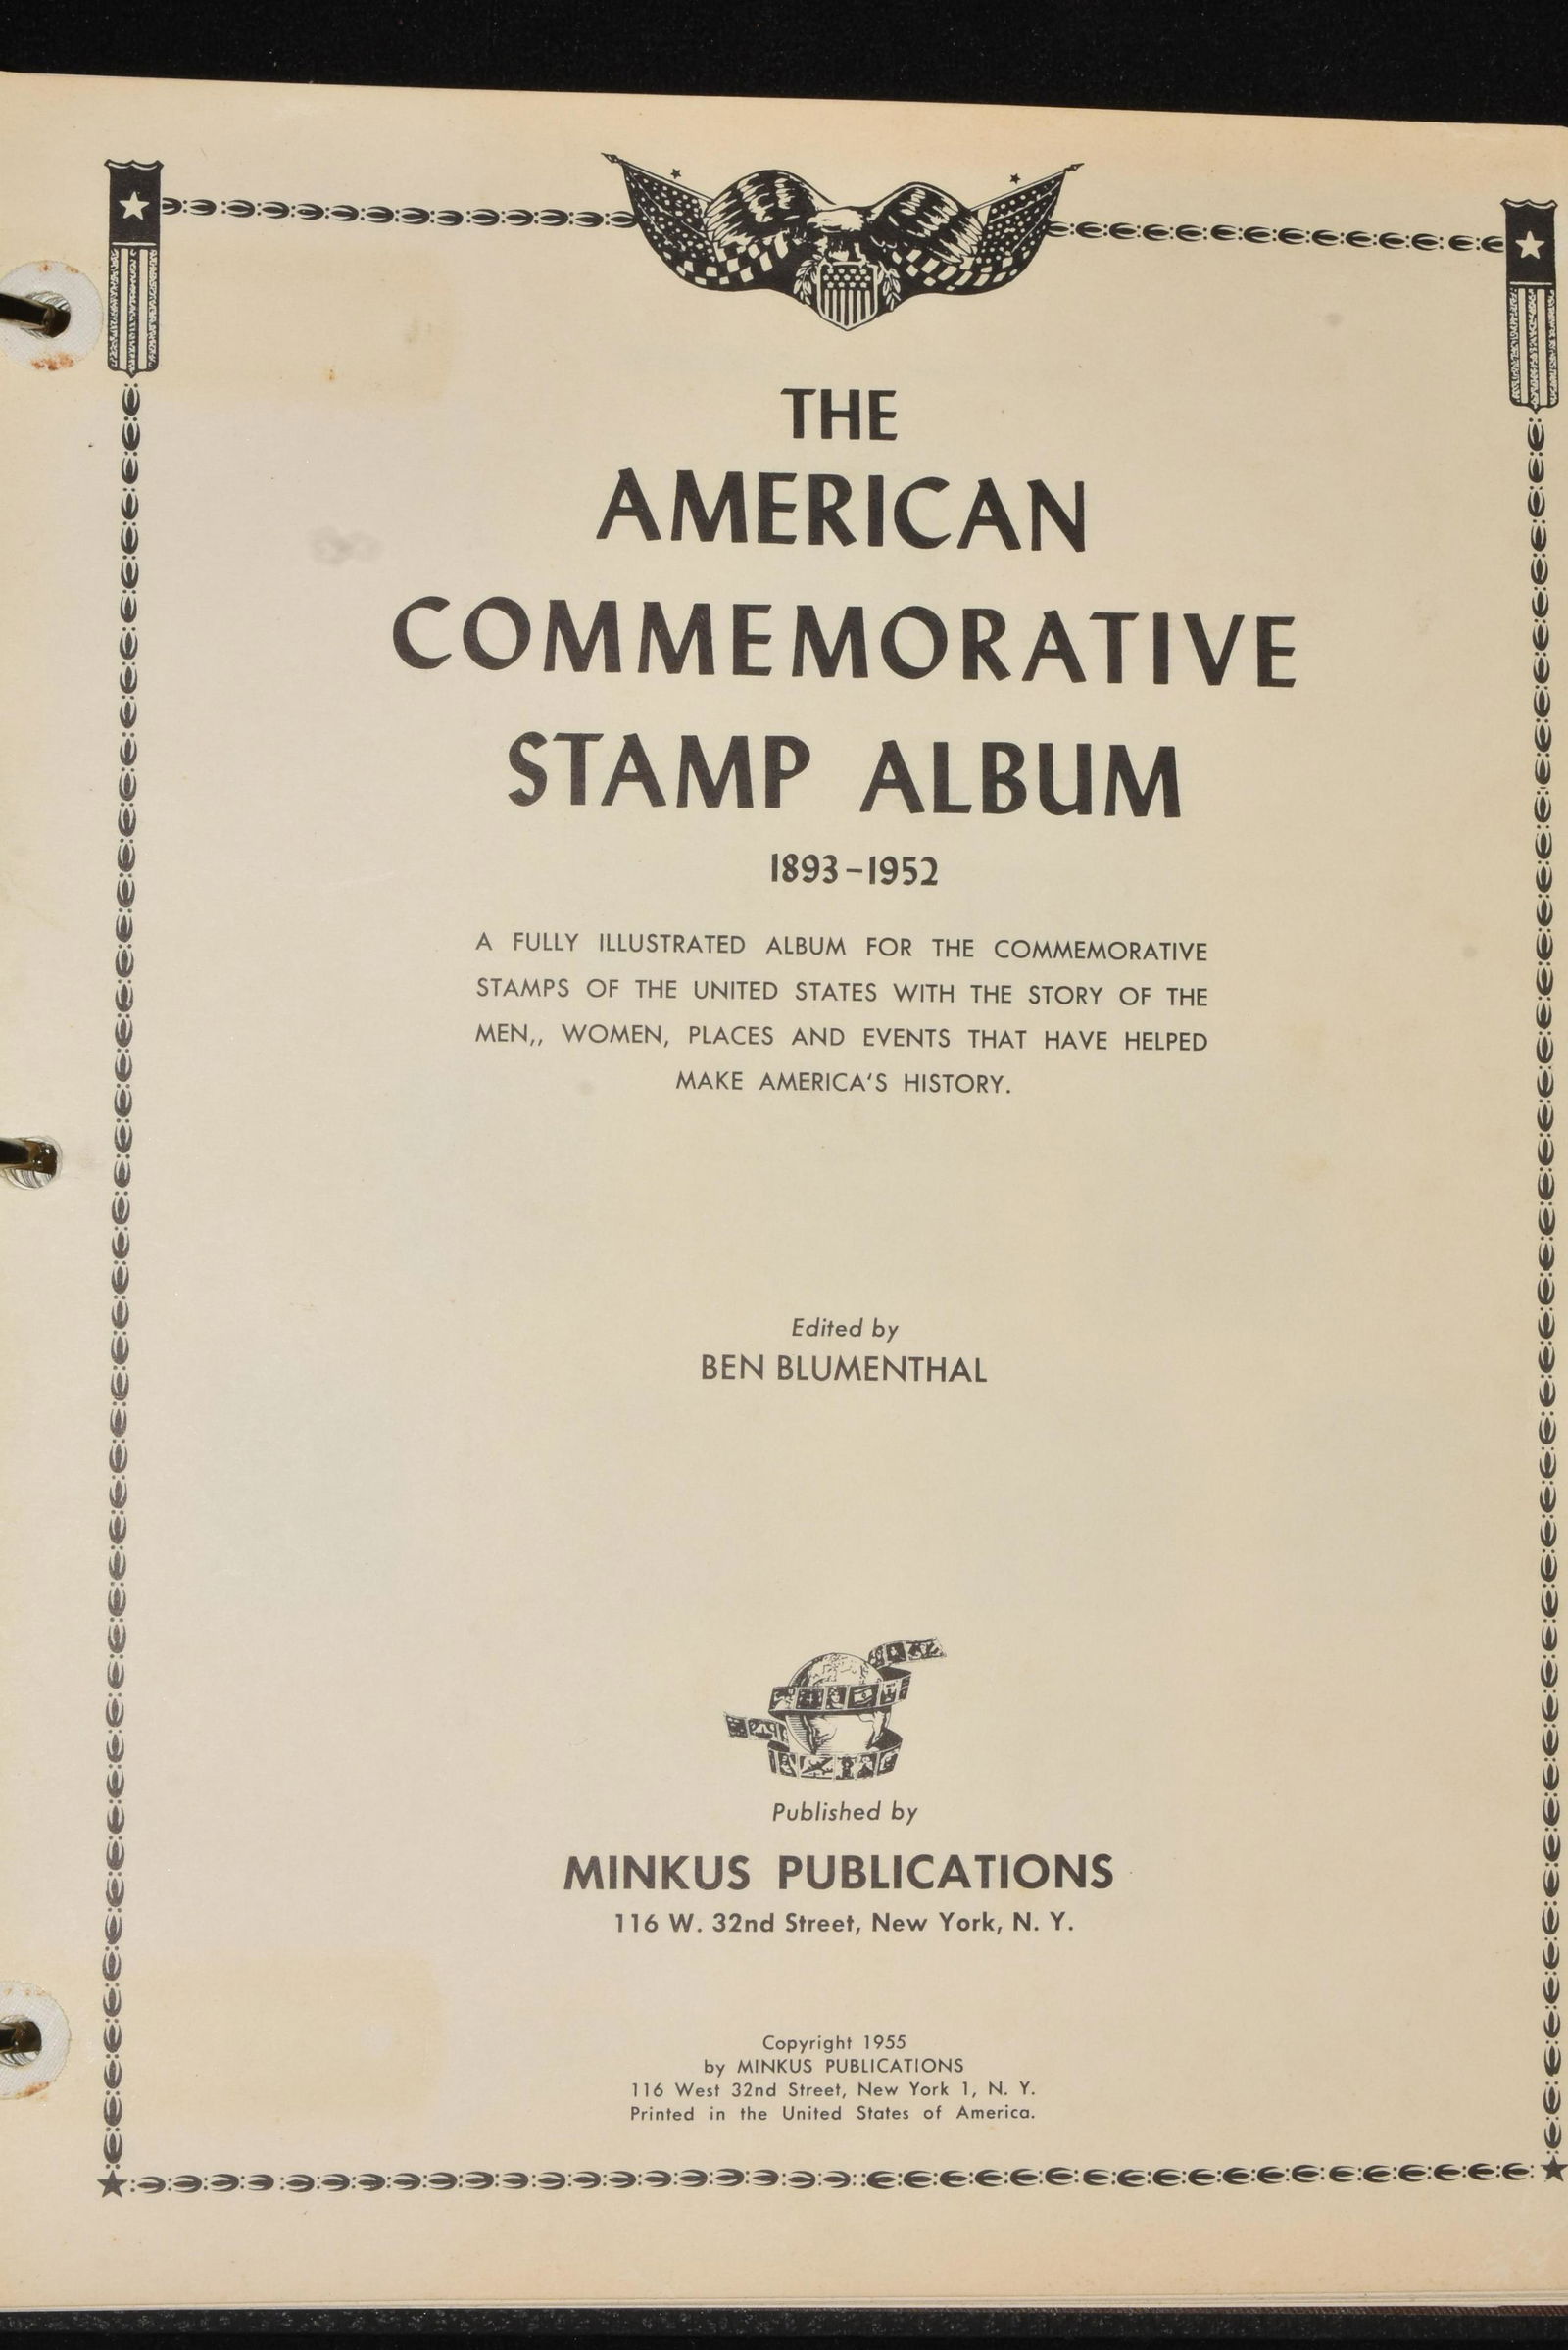 THE
AMERICAN
COMMEMORATIVE
STAMP ALBUM
1893-1952
A FULLY ILLUSTRATED ALBUM FOR THE COMMEMORATIVE
STAMPS OF THE UNITED STATES WITH THE STORY OF THE
MEN,, WOMEN, PLACES AND EVENTS THAT HAVE HELPED
MAKE AMERICA'S HISTORY.
Edited by
BEN BLUMENTHAL
Published by
MINKUS PUBLICATIONS
116 W. 32nd Street, New York, N. Y.
Copyright 1955
by MINKUS PUBLICATIONS
116 West 32nd Street, New York 1, N. Y.
Printed in the United States of America.